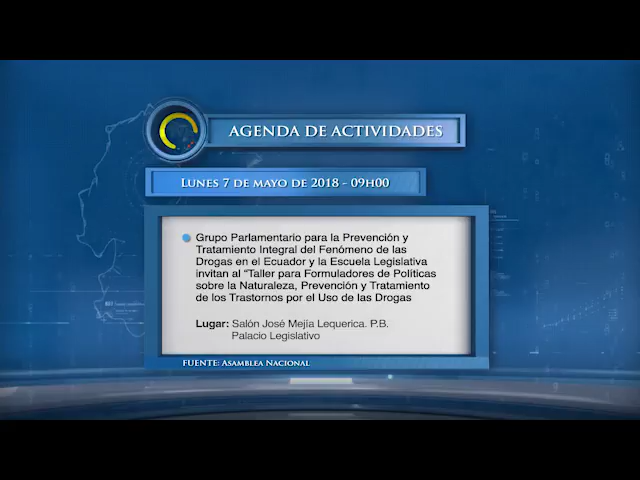 AGENDA DE ACTIVIDADES
LUNES 7 DE MAYO DE 2018 - 09H00
Grupo Parlamentario para la Prevención y
Tratamiento Integral del Fenómeno de las
Drogas en el Ecuador y la Escuela Legislativa
invitan al “Taller para Formuladores de Políticas
sobre la Naturaleza, Prevención y Tratamiento
de los Trastornos por el Uso de las Drogas
Lugar: Salón José Mejía Lequerica. P.B.
Palacio Legislativo
FUENTE: ASAMBLEA NACIONAL